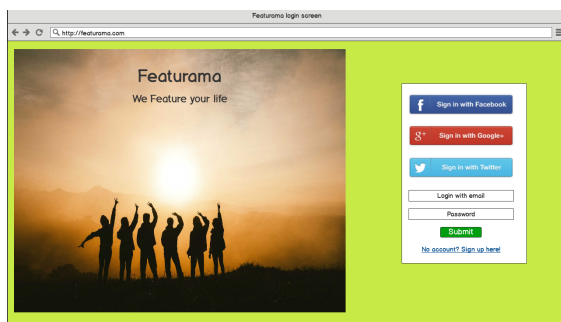 Featurama login screen
http://featurama.com
Featurama
We Feature your life
Sign in with Facebook
Sign in with Google+
Sign in with Twitter
Login with email
Password
Submit
No account? Sign up here!